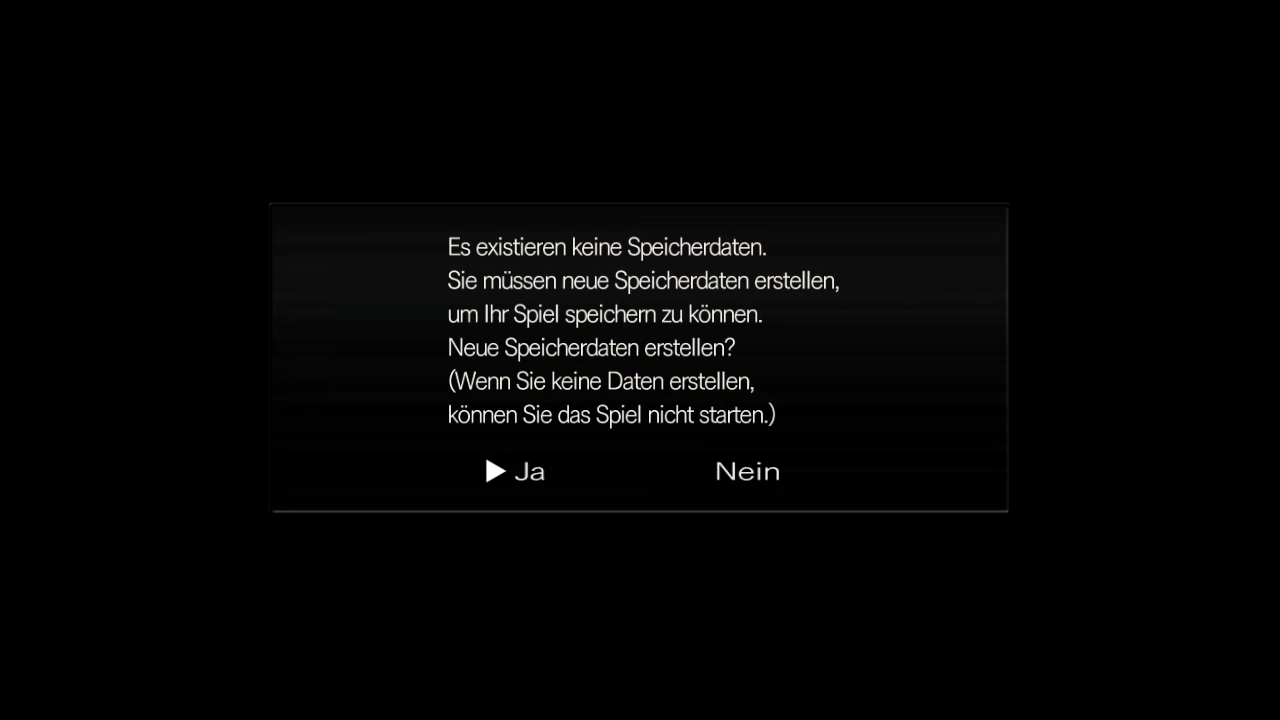 Es existieren keine Speicherdaten.
Sie müssen neue Speicherdaten erstellen,
um Ihr Spiel speichern zu können.
Neue Speicherdaten erstellen?
(Wenn Sie keine Daten erstellen,
können Sie das Spiel nicht starten.)
▶ Ja Nein